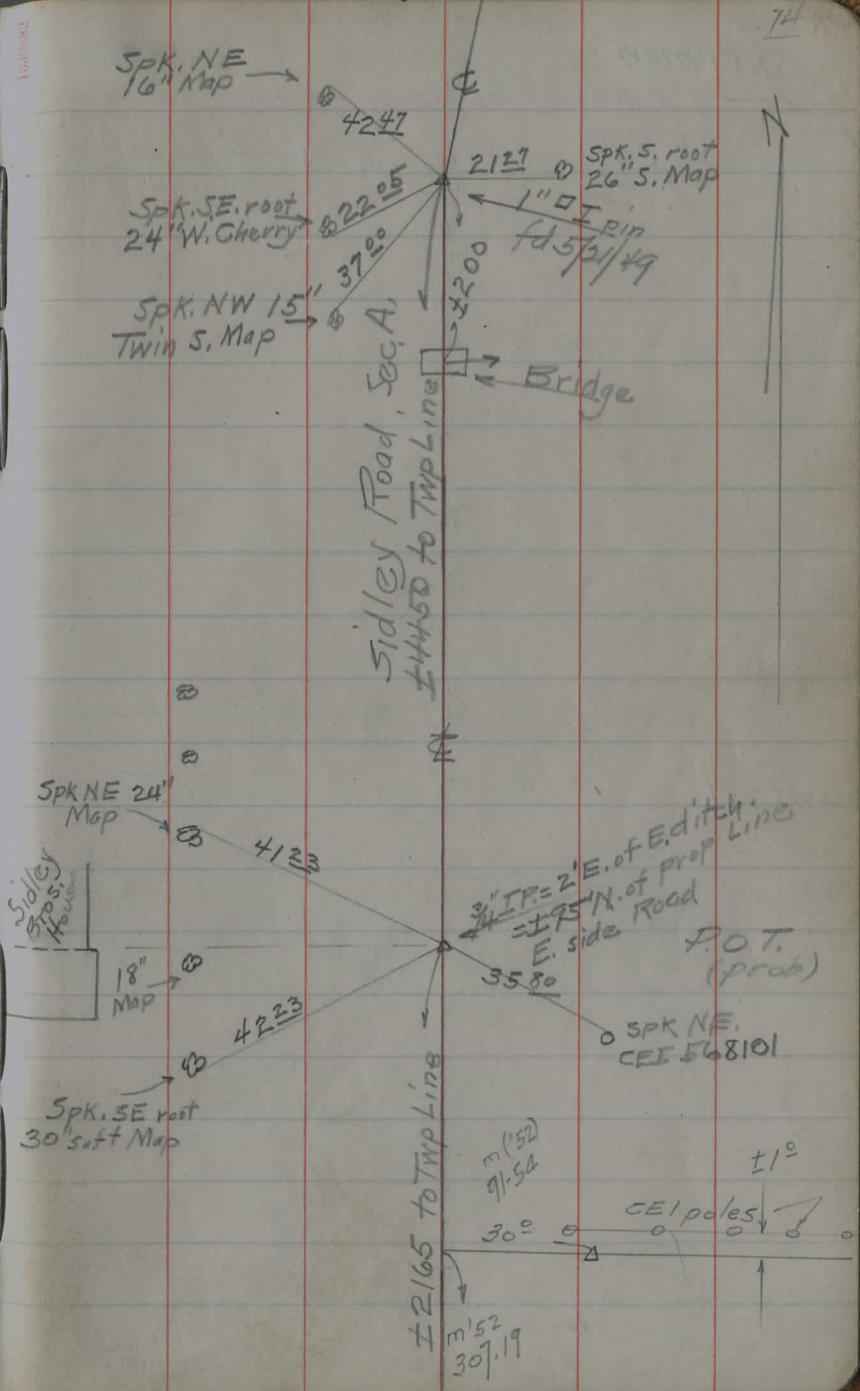 74
Spk. NE
16" Map
42 47
21 27
Spk. S. root
26" S. Map
Spk. S.E. root
24" W. Cherry
22 05
1" □ I pin
fd 5/21/49
37 00
Spk. NW 15"
Twin S. Map
±200
Bridge
N
Sidley Road, Sec. A,
±4450 to Twp Line
Spk NE 24"
Map
41 23
3/4" I.P. = 2' E. of E. ditch.
= ±95' N. of prop Line
E. side Road
P.O.T.
(prob)
Sidley
Bros.
House
18"
Map
35 80
42 23
Spk NE.
CEI 568101
Spk. SE root
30" soft Map
±2165 to Twp Line
m ('52)
91-54
±1°
CEI poles
30°
m '52
307.19